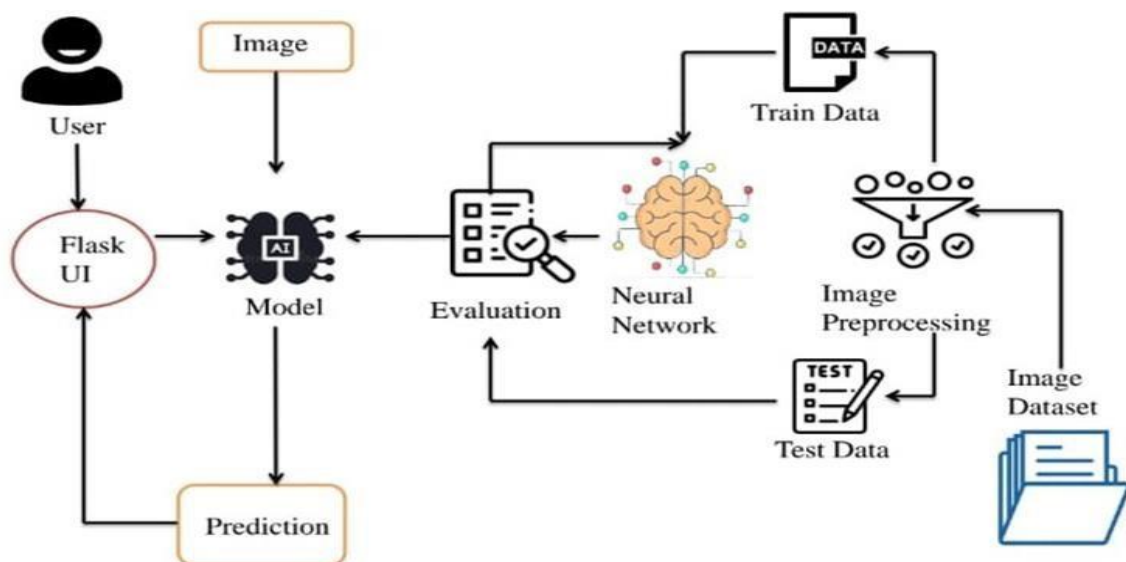 Image
DATA
User
Train Data
Flask
UI
AI
Model
Evaluation
Neural
Network
Image
Preprocessing
TEST
Test Data
Image
Dataset
Prediction